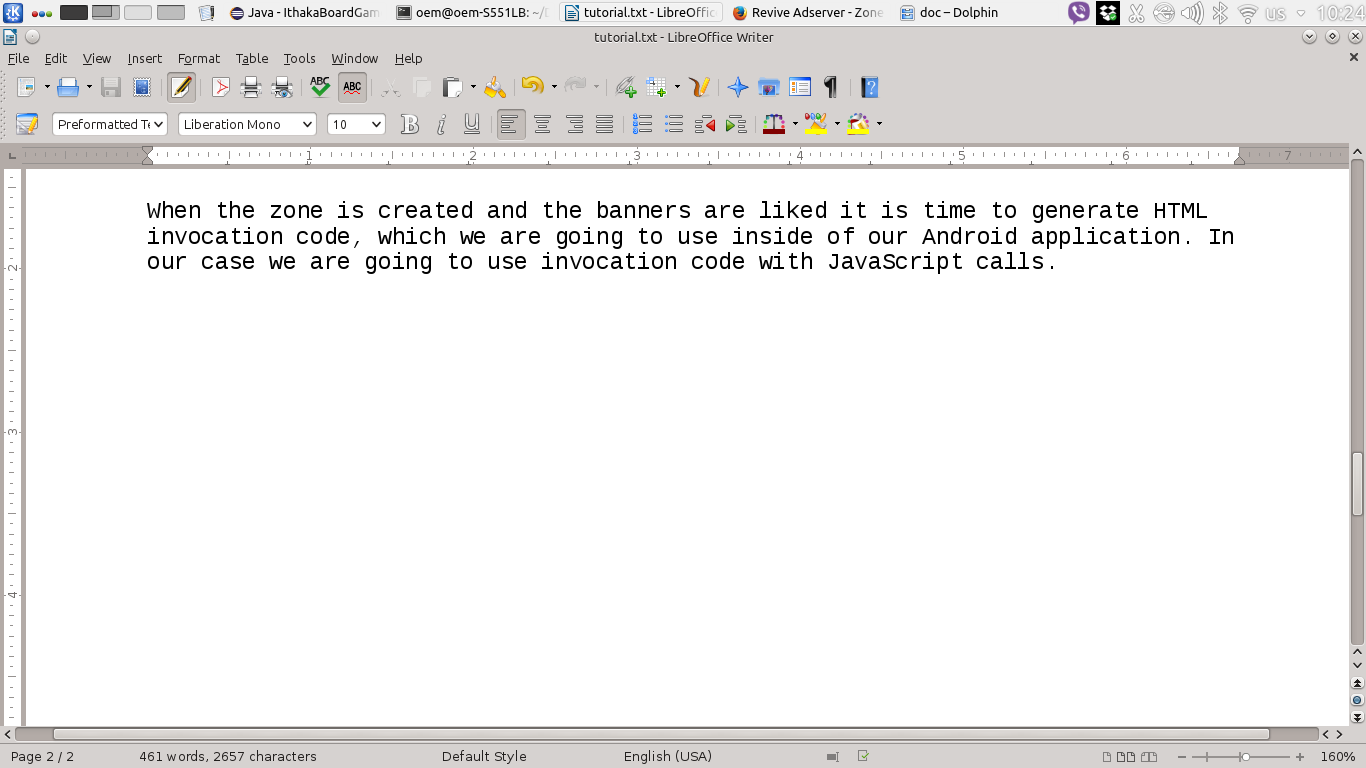 Java - IthakaBoardGam oem@oem-S551LB: ~/t tutorial.txt - LibreOffic Revive Adserver - Zone doc – Dolphin us 10:24
tutorial.txt - LibreOffice Writer
File Edit View Insert Format Table Tools Window Help
ABC ABC
Preformatted Te Liberation Mono 10 B i U
1 2 3 4 5 6 7
When the zone is created and the banners are liked it is time to generate HTML
invocation code, which we are going to use inside of our Android application. In
our case we are going to use invocation code with JavaScript calls.
2
3
4
Page 2 / 2 461 words, 2657 characters Default Style English (USA) 160%